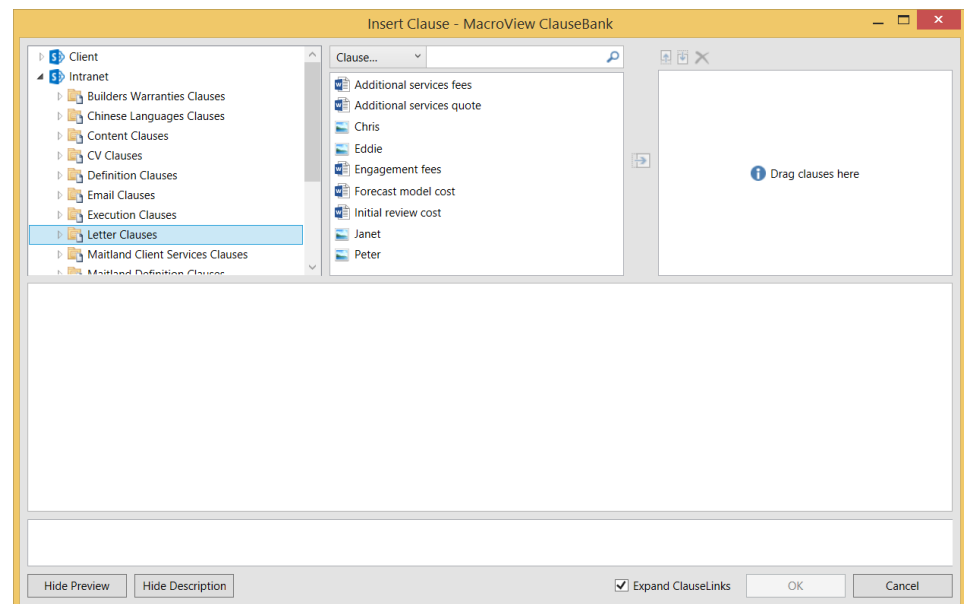 Insert Clause - MacroView ClauseBank
Client
Intranet
Builders Warranties Clauses
Chinese Languages Clauses
Content Clauses
CV Clauses
Definition Clauses
Email Clauses
Execution Clauses
Letter Clauses
Maitland Client Services Clauses
Maitland Definition Clauses
Clause...
Additional services fees
Additional services quote
Chris
Eddie
Engagement fees
Forecast model cost
Initial review cost
Janet
Peter
Drag clauses here
Hide Preview
Hide Description
Expand ClauseLinks
OK
Cancel